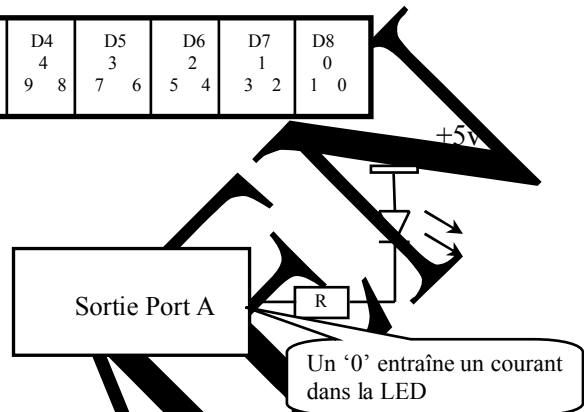 D4 D5 D6 D7 D8
4 3 2 1 0
9 8 7 6 5 4 3 2 1 0
+5v
Sortie Port A
R
Un ‘0’ entraîne un courant
dans la LED